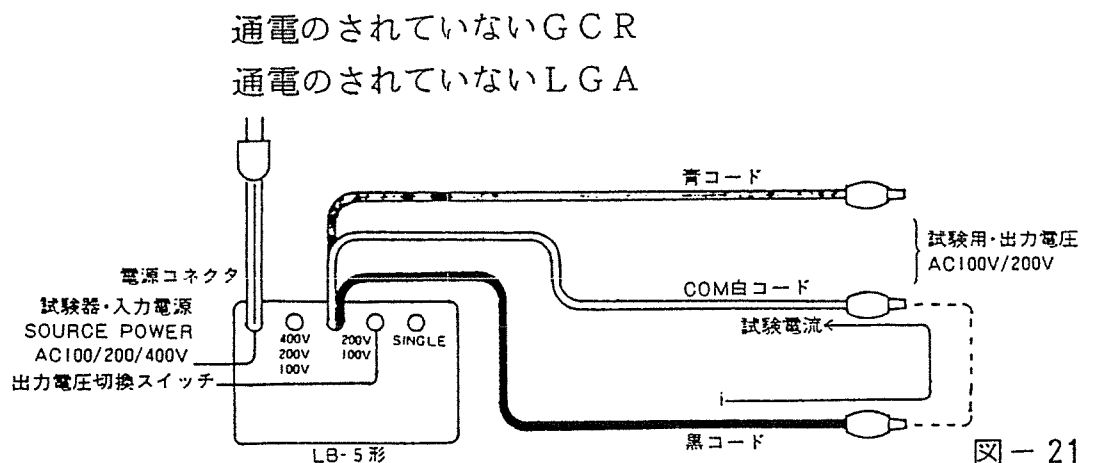 通電のされていないGCR
通電のされていないLGA
青コード
試験用・出力電圧
AC100V/200V
電源コネクタ
COM白コード
試験器・入力電源
SOURCE POWER
AC100/200/400V
400V
200V
100V
200V
100V
SINGLE
試験電流
出力電圧切換スイッチ
i
黒コード
LB-5形
図－21